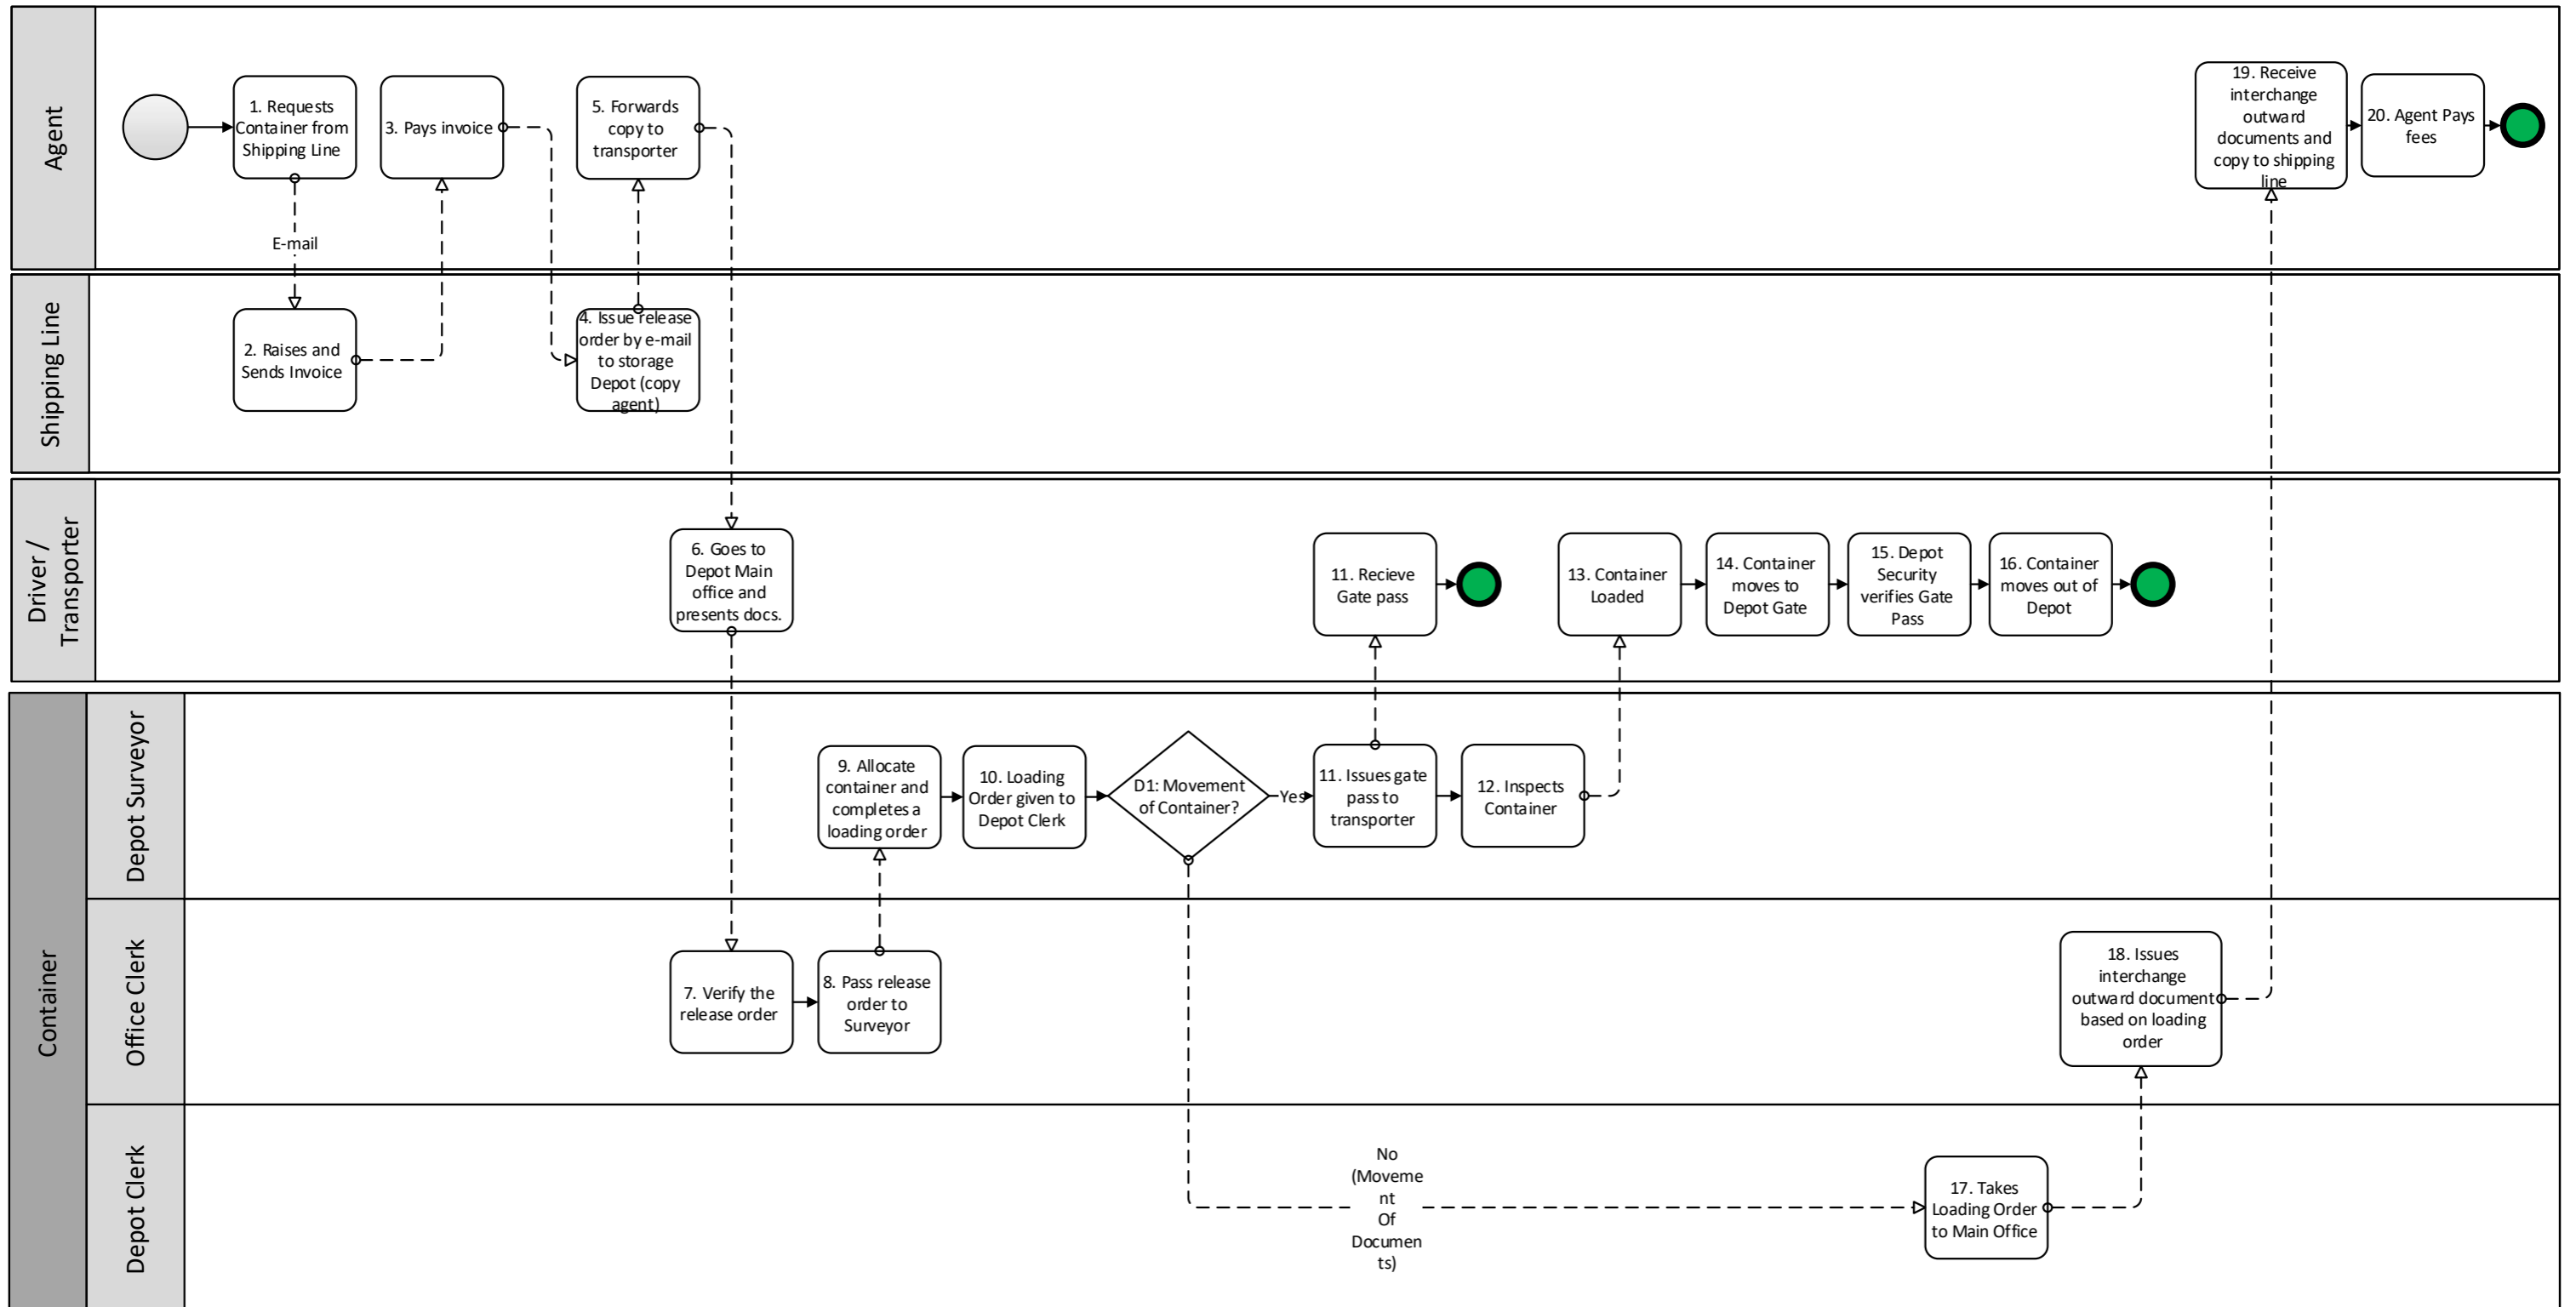 Agent
1. Requests
Container from
Shipping Line
3. Pays invoice
5. Forwards
copy to
transporter
19. Receive
interchange
outward
documents and
copy to shipping
line
20. Agent Pays
fees
E-mail
Shipping Line
2. Raises and
Sends Invoice
4. Issue release
order by e-mail
to storage
Depot (copy
agent)
Driver /
Transporter
6. Goes to
Depot Main
office and
presents docs.
11. Recieve
Gate pass
13. Container
Loaded
14. Container
moves to
Depot Gate
15. Depot
Security
verifies Gate
Pass
16. Container
moves out of
Depot
Container
Depot Surveyor
9. Allocate
container and
completes a
loading order
10. Loading
Order given to
Depot Clerk
D1: Movement
of Container?
Yes
11. Issues gate
pass to
transporter
12. Inspects
Container
Office Clerk
7. Verify the
release order
8. Pass release
order to
Surveyor
18. Issues
interchange
outward document
based on loading
order
Depot Clerk
No
(Moveme
nt
Of
Documen
ts)
17. Takes
Loading Order
to Main Office